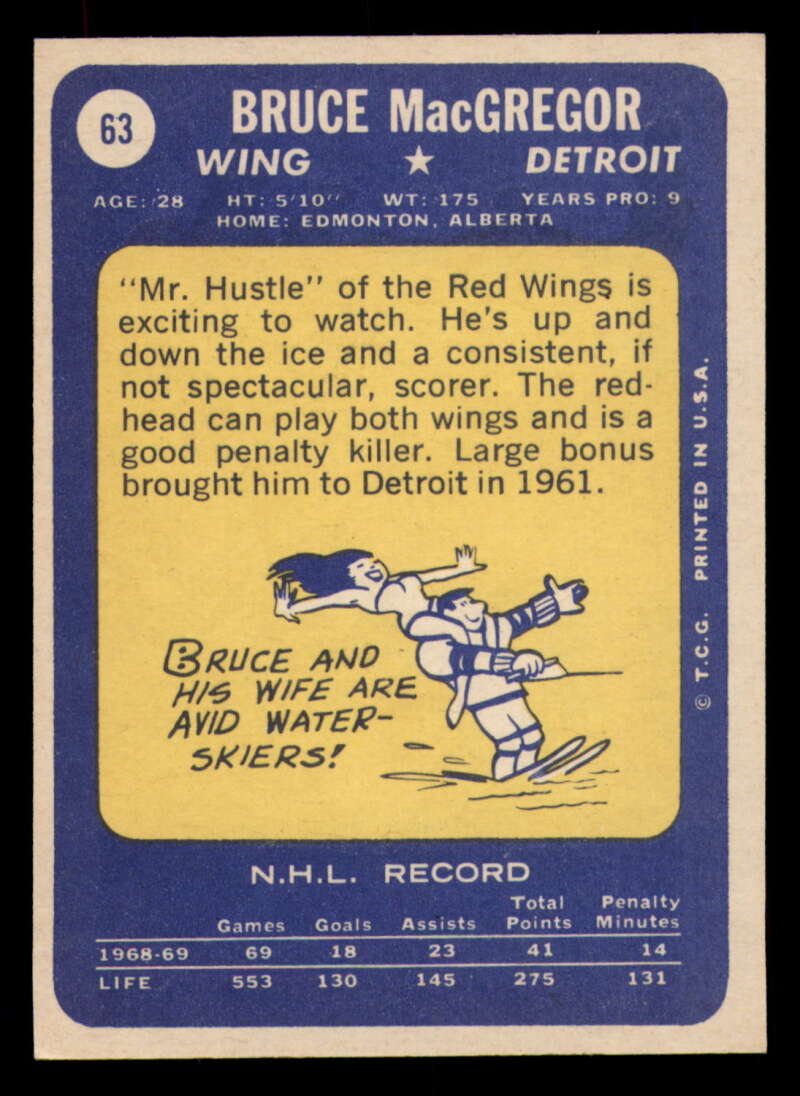 63
BRUCE MacGREGOR
WING ★ DETROIT
AGE: 28 HT: 5'10" WT: 175 YEARS PRO: 9
HOME: EDMONTON, ALBERTA
"Mr. Hustle" of the Red Wings is
exciting to watch. He's up and
down the ice and a consistent, if
not spectacular, scorer. The red-
head can play both wings and is a
good penalty killer. Large bonus
brought him to Detroit in 1961.
BRUCE AND
HIS WIFE ARE
AVID WATER-
SKIERS!
© T.C.G. PRINTED IN U.S.A.
N.H.L. RECORD
Games Goals Assists Total Points Penalty Minutes
1968-69 69 18 23 41 14
LIFE 553 130 145 275 131